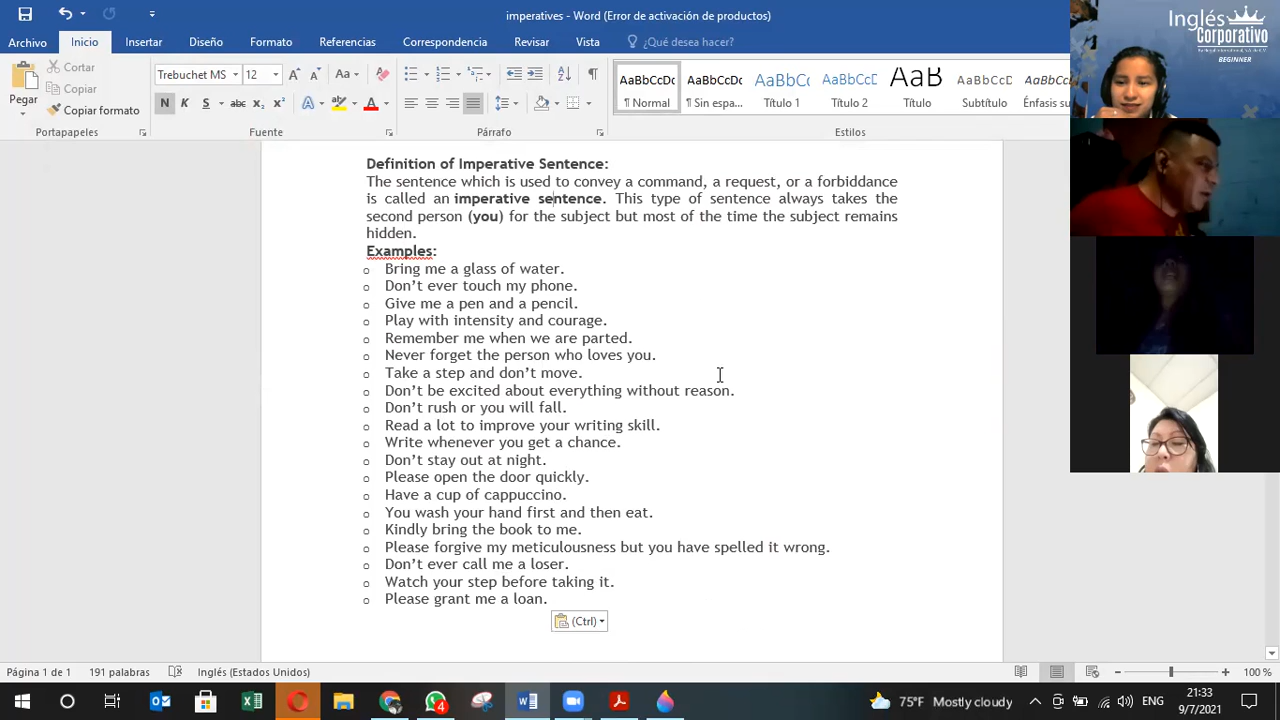 imperatives - Word (Error de activación de productos)
Archivo Inicio Insertar Diseño Formato Referencias Correspondencia Revisar Vista ¿Qué desea hacer?
Pegar
Cortar
Copiar
Copiar formato
Portapapeles
Trebuchet MS 12 Aa
N K S abc x₂ x² A A
Fuente
Párrafo
AaBbCcDc AaBbCcDc AaBbCcD AaBbCcD AaB AaBbCcD AaBbCcD
¶ Normal ¶ Sin espa... Título 1 Título 2 Título Subtítulo Énfasis su
Estilos
Definition of Imperative Sentence:
The sentence which is used to convey a command, a request, or a forbiddance
is called an imperative sentence. This type of sentence always takes the
second person (you) for the subject but most of the time the subject remains
hidden.
Examples:
o Bring me a glass of water.
o Don’t ever touch my phone.
o Give me a pen and a pencil.
o Play with intensity and courage.
o Remember me when we are parted.
o Never forget the person who loves you.
o Take a step and don’t move.
o Don’t be excited about everything without reason.
o Don’t rush or you will fall.
o Read a lot to improve your writing skill.
o Write whenever you get a chance.
o Don’t stay out at night.
o Please open the door quickly.
o Have a cup of cappuccino.
o You wash your hand first and then eat.
o Kindly bring the book to me.
o Please forgive my meticulousness but you have spelled it wrong.
o Don’t ever call me a loser.
o Watch your step before taking it.
o Please grant me a loan.
(Ctrl)
Página 1 de 1 191 palabras Inglés (Estados Unidos) 100 %
4
75°F Mostly cloudy
ENG
21:33
9/7/2021
Inglés
Corporativo
BEGINNER